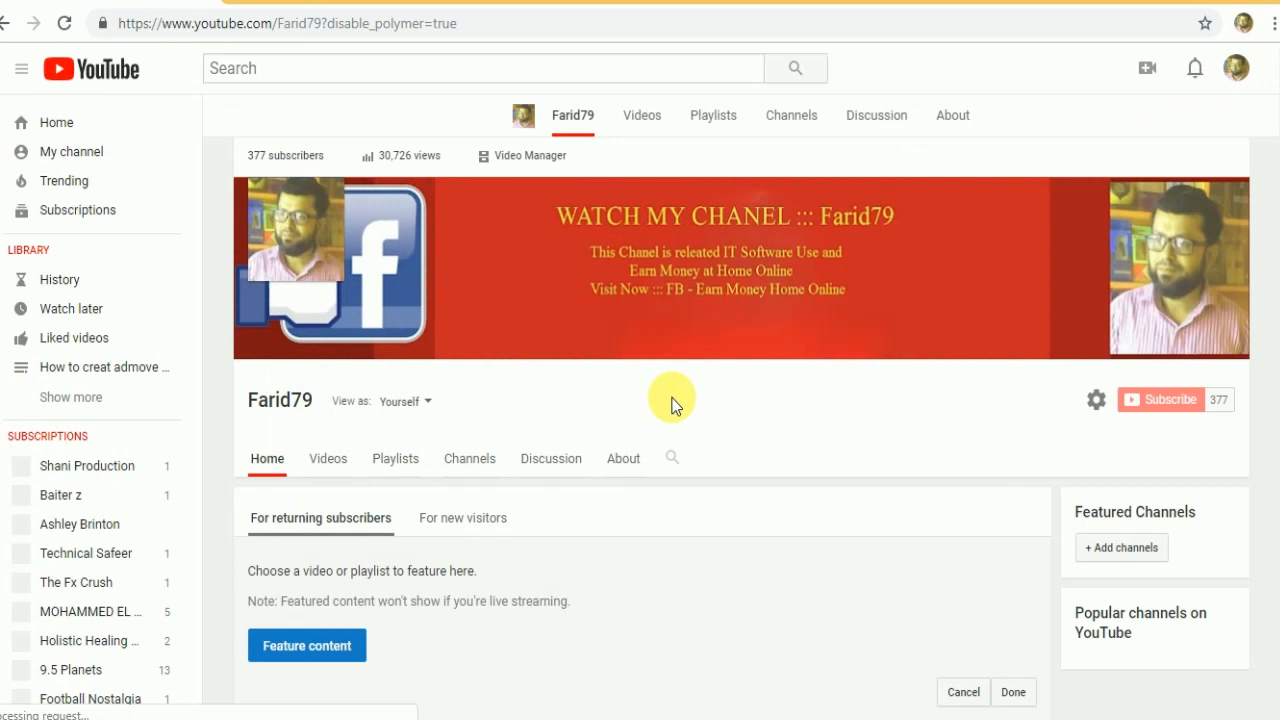 https://www.youtube.com/Farid79?disable_polymer=true
YouTube
Search
Farid79 Videos Playlists Channels Discussion About
Home
My channel
Trending
Subscriptions
LIBRARY
History
Watch later
Liked videos
How to creat admove ...
Show more
SUBSCRIPTIONS
Shani Production 1
Baiter z 1
Ashley Brinton
Technical Safeer 1
The Fx Crush 1
MOHAMMED EL ... 5
Holistic Healing ... 2
9.5 Planets 13
Football Nostalgia 1
377 subscribers 30,726 views Video Manager
WATCH MY CHANEL ::: Farid79
This Chanel is releated IT Software Use and
Earn Money at Home Online
Visit Now ::: FB - Earn Money Home Online
Farid79 View as: Yourself
Subscribe 377
Home Videos Playlists Channels Discussion About
For returning subscribers For new visitors
Choose a video or playlist to feature here.
Note: Featured content won't show if you're live streaming.
Feature content
Cancel Done
Featured Channels
+ Add channels
Popular channels on
YouTube
ocessing request...